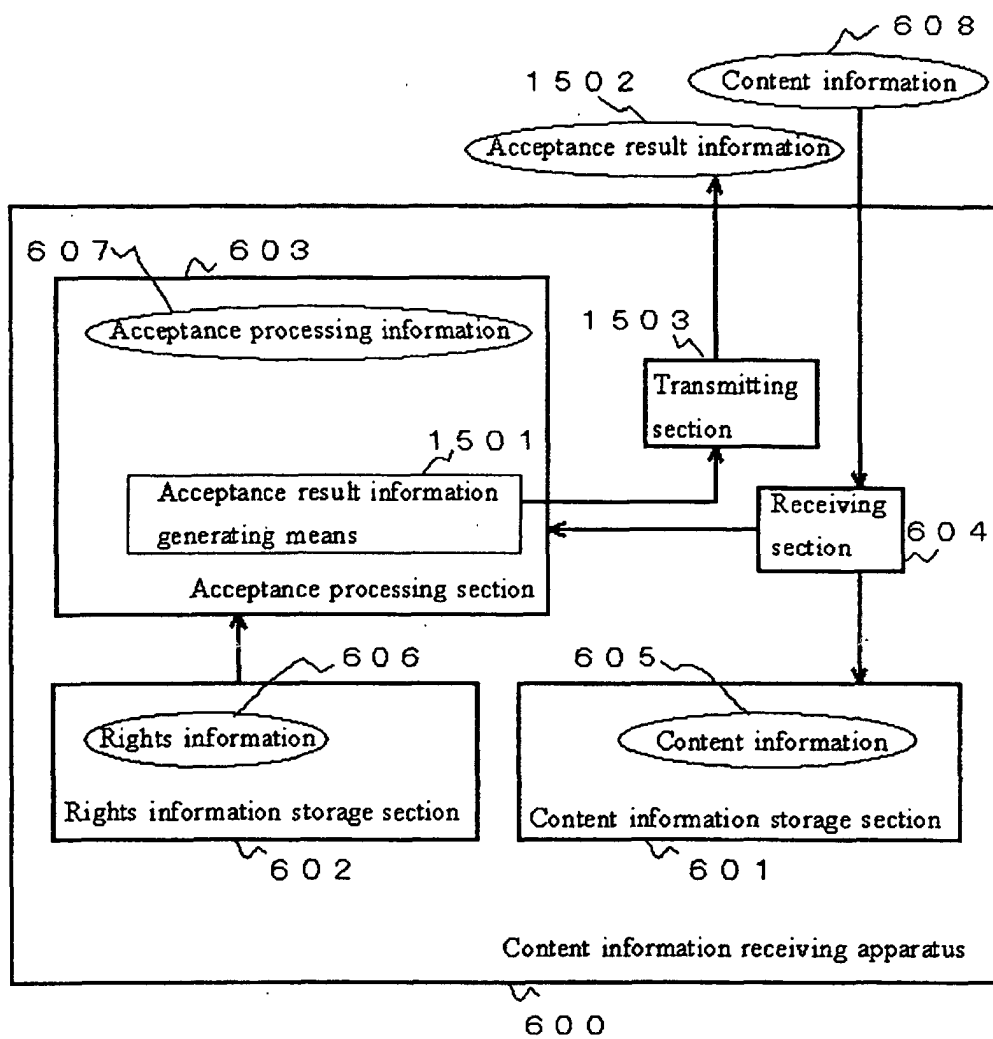 608
Content information
1502
Acceptance result information
607
603
Acceptance processing information
1503
Transmitting
section
1501
Acceptance result information
generating means
Receiving
section
604
Acceptance processing section
606
605
Rights information
Content information
Rights information storage section
Content information storage section
602
601
Content information receiving apparatus
600